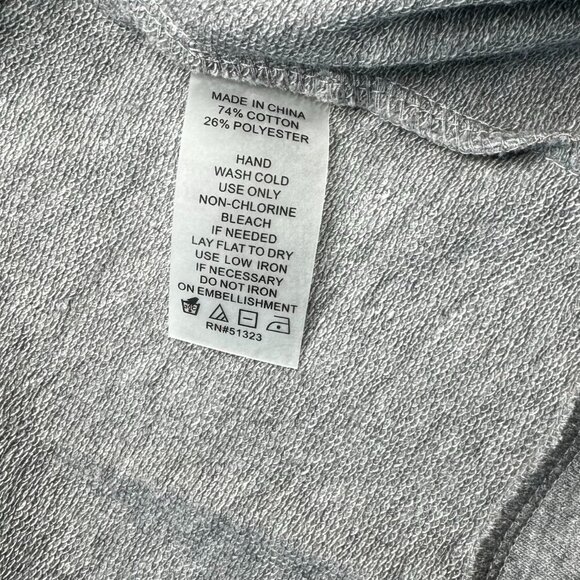 MADE IN CHINA
74% COTTON
26% POLYESTER
HAND
WASH COLD
USE ONLY
NON-CHLORINE
BLEACH
IF NEEDED
LAY FLAT TO DRY
USE LOW IRON
IF NECESSARY
DO NOT IRON
ON EMBELLISHMENT
RN#51323